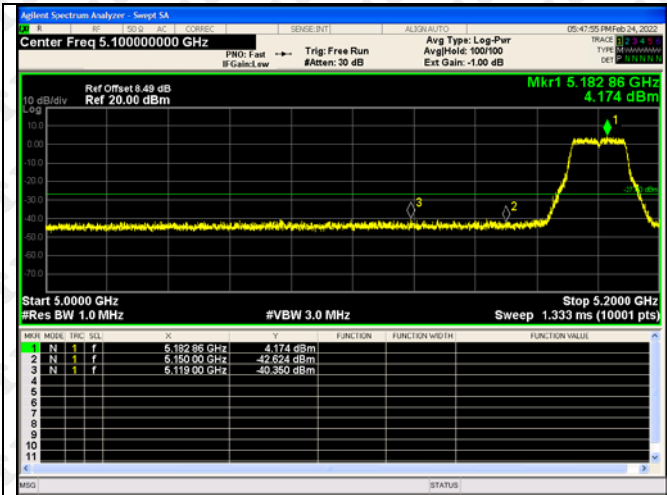 Agilent Spectrum Analyzer - Swept SA
R RF 50 Ω AC CORREC SENSE:INT ALIGNAUTO 05:47:55 PM Feb 24, 2022
Center Freq 5.100000000 GHz
PNO: Fast
IFGain:Low
Trig: Free Run
#Atten: 30 dB
Avg Type: Log-Pwr
Avg|Hold: 100/100
Ext Gain: -1.00 dB
TRACE 1 2 3 4 5 6
TYPE M
DET P N N N N N
Mkr1 5.182 86 GHz
4.174 dBm
Ref Offset 8.49 dB
10 dB/div Ref 20.00 dBm
Log
10.0
0.00
-10.0
-20.0
-30.0
-40.0
-50.0
-60.0
-70.0
1
2
3
Start 5.0000 GHz Stop 5.2000 GHz
#Res BW 1.0 MHz #VBW 3.0 MHz Sweep 1.333 ms (10001 pts)
MKR MODE TRC SCL X Y FUNCTION FUNCTION WIDTH FUNCTION VALUE
1 N 1 f 5.182 86 GHz 4.174 dBm
2 N 1 f 5.150 00 GHz -42.624 dBm
3 N 1 f 5.119 00 GHz -40.350 dBm
4
5
6
7
8
9
10
11
MSG STATUS